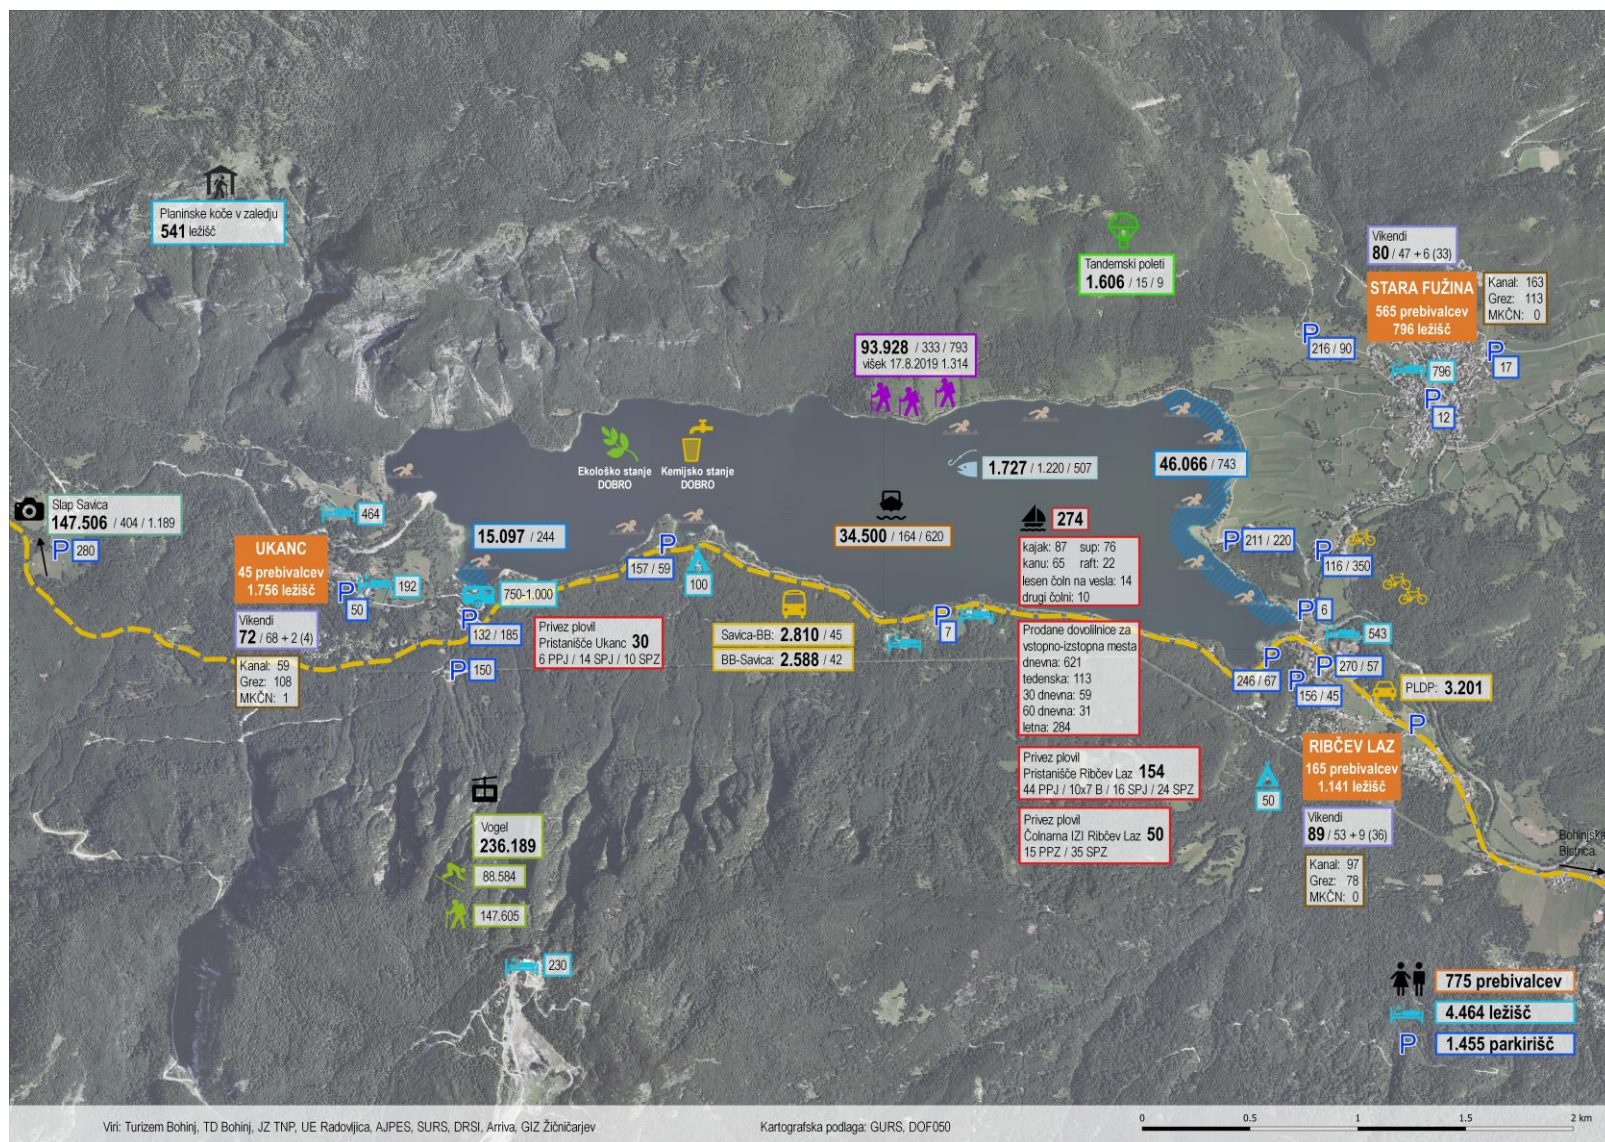 Planinske koče v zaledju
541 ležišč
Tandemski poleti
1.606 / 15 / 9
Vikendi
80 / 47 + 6 (33)
STARA FUŽINA
565 prebivalcev
796 ležišč
Kanal: 163
Grez: 113
MKČN: 0
P
216 / 90
P
17
796
P
12
93.928 / 333 / 793
višek 17.8.2019 1.314
Ekološko stanje
DOBRO
Kemijsko stanje
DOBRO
1.727 / 1.220 / 507
46.066 / 743
Slap Savica
147.506 / 404 / 1.189
P
280
464
UKANC
45 prebivalcev
1.756 ležišč
192
P
50
Vikendi
72 / 68 + 2 (4)
Kanal: 59
Grez: 108
MKČN: 1
15.097 / 244
750-1.000
P
132 / 185
P
150
P
157 / 59
100
Privez plovil
Pristanišče Ukanc 30
6 PPJ / 14 SPJ / 10 SPZ
34.500 / 164 / 620
Savica-BB: 2.810 / 45
BB-Savica: 2.588 / 42
P
7
274
kajak: 87 sup: 76
kanu: 65 raft: 22
lesen čoln na vesla: 14
drugi čolni: 10
Prodane dovolilnice za
vstopno-izstopna mesta
dnevna: 621
tedenska: 113
30 dnevna: 59
60 dnevna: 31
letna: 284
Privez plovil
Pristanišče Ribčev Laz 154
44 PPJ / 10x7 B / 16 SPJ / 24 SPZ
Privez plovil
Čolnarna IZI Ribčev Laz 50
15 PPZ / 35 SPZ
P
211 / 220
P
116 / 350
P
6
543
P
246 / 67
P
270 / 57
P
156 / 45
PLDP: 3.201
P
RIBČEV LAZ
165 prebivalcev
1.141 ležišč
50
Vikendi
89 / 53 + 9 (36)
Kanal: 97
Grez: 78
MKČN: 0
Bohinjska
Bistrica
Vogel
236.189
88.584
147.605
230
775 prebivalcev
4.464 ležišč
P 1.455 parkirišč
Viri: Turizem Bohinj, TD Bohinj, JZ TNP, UE Radovljica, AJPES, SURS, DRSI, Arriva, GIZ Žičničarjev
Kartografska podlaga: GURS, DOF050
0 0.5 1 1.5 2 km